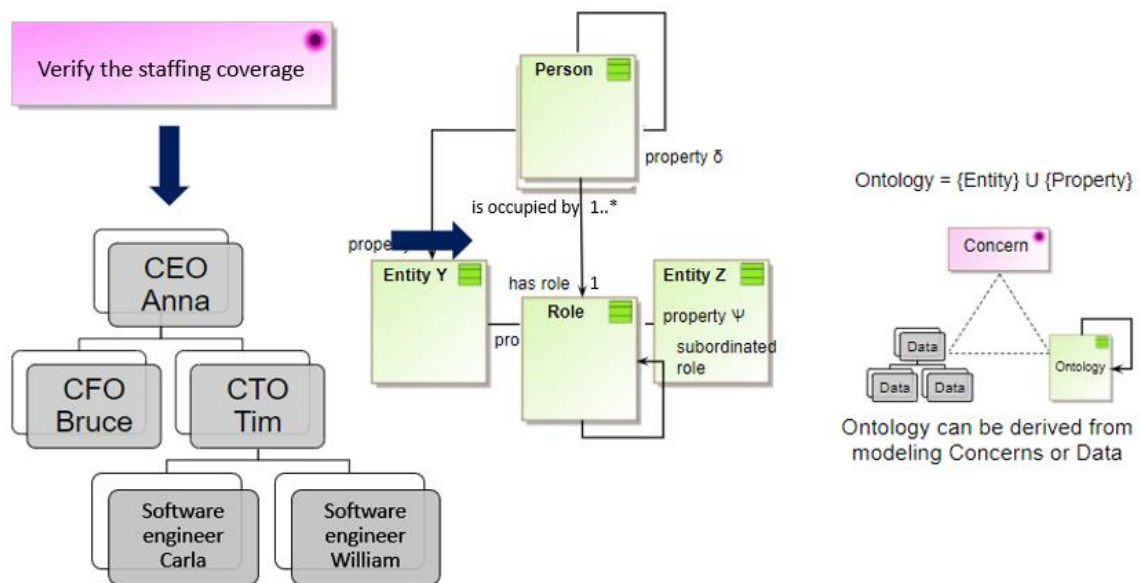 Verify the staffing coverage
CEO
Anna
CFO
Bruce
CTO
Tim
Software
engineer
Carla
Software
engineer
William
Person
property δ
is occupied by 1..*
Entity Y
has role 1
Role
Entity Z
property Ψ
subordinated
role
Ontology = {Entity} U {Property}
Concern
Data
Data
Data
Ontology
Ontology can be derived from
modeling Concerns or Data